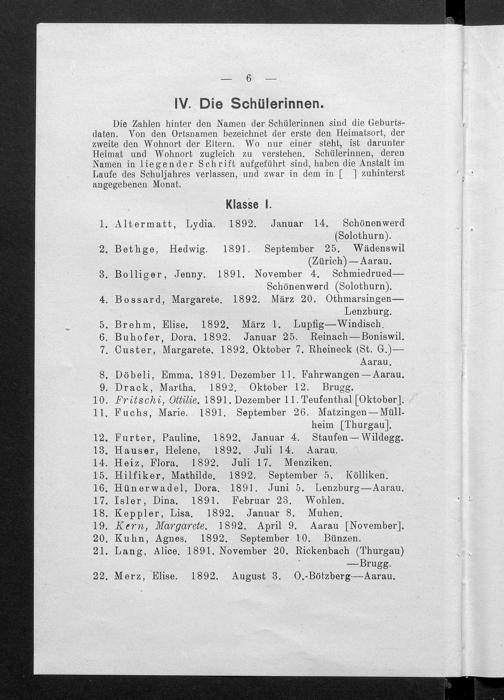 — 6 —
IV. Die Schülerinnen.
Die Zahlen hinter den Namen der Schülerinnen sind die Geburts-
daten. Von den Ortsnamen bezeichnet der erste den Heimatsort, der
zweite den Wohnort der Eltern. Wo nur einer steht, ist darunter
Heimat und Wohnort zugleich zu verstehen. Schülerinnen, deren
Namen in liegender Schrift aufgeführt sind, haben die Anstalt im
Laufe des Schuljahres verlassen, und zwar in dem in [ ] zuhinterst
angegebenen Monat.
Klasse I.
1. Altermatt, Lydia. 1892. Januar 14. Schönenwerd
(Solothurn).
2. Bethge, Hedwig. 1891. September 25. Wädenswil
(Zürich)—Aarau.
3. Bolliger, Jenny. 1891. November 4. Schmiedrued—
Schönenwerd (Solothurn).
4. Bossard, Margarete. 1892. März 20. Othmarsingen—
Lenzburg.
5. Brehm, Elise. 1892. März 1. Lupfig—Windisch.
6. Buhofer, Dora. 1892. Januar 25. Reinach—Boniswil.
7. Custer, Margarete. 1892. Oktober 7. Rheineck (St. G.)—
Aarau.
8. Döbeli, Emma. 1891. Dezember 11. Fahrwangen—Aarau.
9. Drack, Martha. 1892. Oktober 12. Brugg.
10. Fritschi, Ottilie. 1891. Dezember 11. Teufenthal [Oktober].
11. Fuchs, Marie. 1891. September 26. Matzingen—Müll-
heim [Thurgau].
12. Furter, Pauline. 1892. Januar 4. Staufen—Wildegg.
13. Hauser, Helene, 1892. Juli 14. Aarau.
14. Heiz, Flora. 1892. Juli 17. Menziken.
15. Hilfiker, Mathilde. 1892. September 5. Kölliken.
16. Hünerwadel, Dora. 1891. Juni 5. Lenzburg—Aarau.
17. Isler, Dina. 1891. Februar 23. Wohlen.
18. Keppler, Lisa. 1892. Januar 8. Muhen.
19. Kern, Margarete. 1892. April 9. Aarau [November].
20. Kuhn, Agnes. 1892. September 10. Bünzen.
21. Lang, Alice. 1891. November 20. Rickenbach (Thurgau)
—Brugg.
22. Merz, Elise. 1892. August 3. O.-Bötzberg—Aarau.